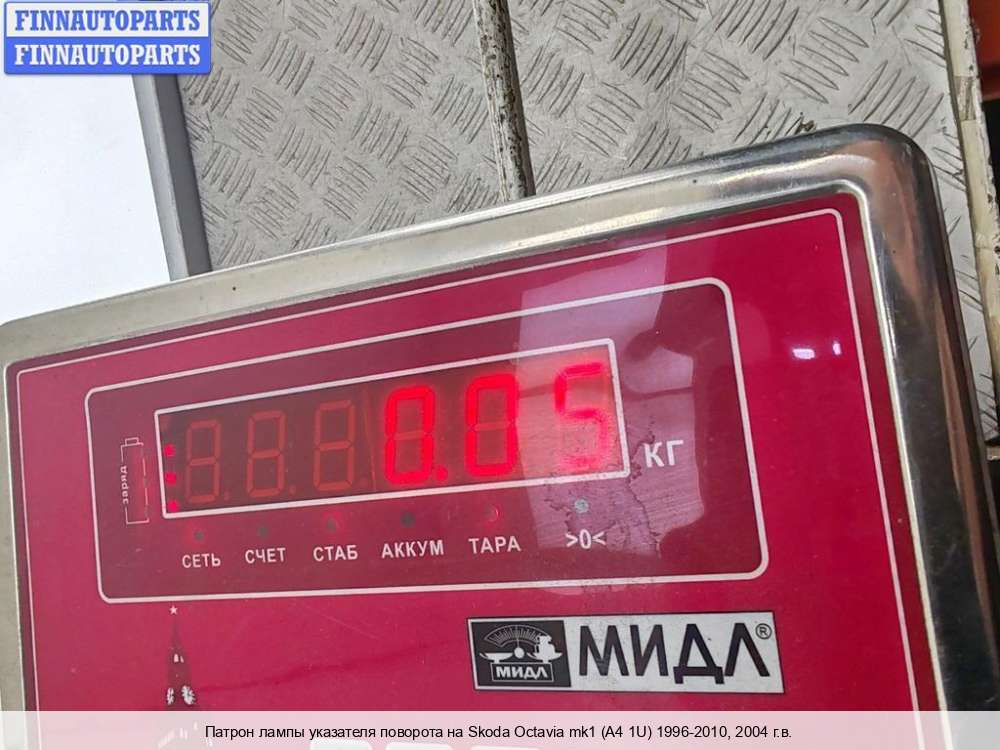 FINNAUTOPARTS
FINNAUTOPARTS
заряд
0.05
КГ
СЕТЬ СЧЕТ СТАБ АККУМ ТАРА >0<
МИДЛ МИДЛ®
Патрон лампы указателя поворота на Skoda Octavia mk1 (A4 1U) 1996-2010, 2004 г.в.